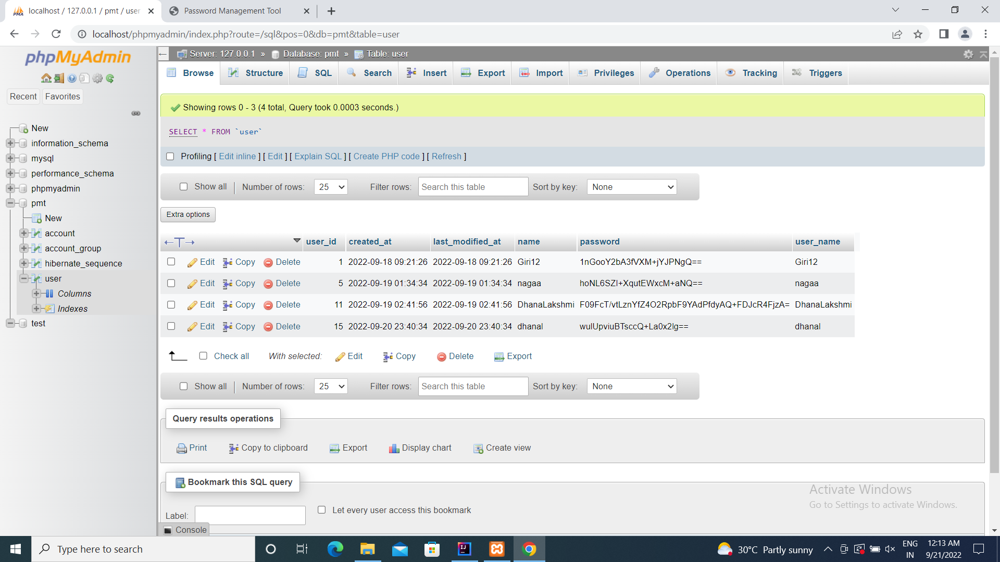 localhost / 127.0.0.1 / pmt / user
Password Management Tool
localhost/phpmyadmin/index.php?route=/sql&pos=0&db=pmt&table=user
phpMyAdmin
Recent
Favorites
New
information_schema
mysql
performance_schema
phpmyadmin
pmt
New
account
account_group
hibernate_sequence
user
Columns
Indexes
test
Server: 127.0.0.1 » Database: pmt » Table: user
Browse Structure SQL Search Insert Export Import Privileges Operations Tracking Triggers
Showing rows 0 - 3 (4 total, Query took 0.0003 seconds.)
SELECT * FROM `user`
Profiling [ Edit inline ] [ Edit ] [ Explain SQL ] [ Create PHP code ] [ Refresh ]
Show all Number of rows: 25 Filter rows: Search this table Sort by key: None
Extra options
user_id created_at last_modified_at name password user_name
Edit Copy Delete 1 2022-09-18 09:21:26 2022-09-18 09:21:26 Giri12 1nGooY2bA3fVXM+jYJPNgQ== Giri12
Edit Copy Delete 5 2022-09-19 01:34:34 2022-09-19 01:34:34 nagaa hoNL6SZI+XqutEWxcM+aNQ== nagaa
Edit Copy Delete 11 2022-09-19 02:41:56 2022-09-19 02:41:56 DhanaLakshmi F09FcT/vtLznYfZ4O2RpbF9YAdPfdyAQ+FDJcR4FjzA= DhanaLakshmi
Edit Copy Delete 15 2022-09-20 23:40:34 2022-09-20 23:40:34 dhanal wulUpviuBTsccQ+La0x2lg== dhanal
Check all With selected: Edit Copy Delete Export
Show all Number of rows: 25 Filter rows: Search this table Sort by key: None
Query results operations
Print Copy to clipboard Export Display chart Create view
Bookmark this SQL query
Label: Let every user access this bookmark
Console
Activate Windows
Go to Settings to activate Windows.
Type here to search
30°C Partly sunny
ENG
IN
12:13 AM
9/21/2022